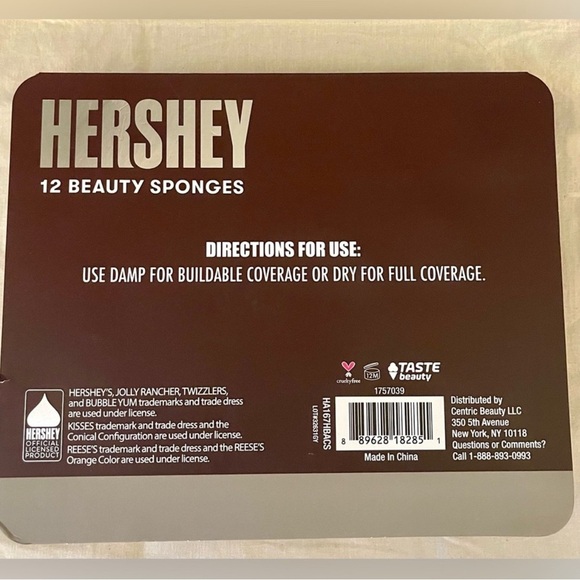 HERSHEY
12 BEAUTY SPONGES
DIRECTIONS FOR USE:
USE DAMP FOR BUILDABLE COVERAGE OR DRY FOR FULL COVERAGE.
HERSHEY
OFFICIAL
LICENSED
PRODUCT
HERSHEY'S, JOLLY RANCHER, TWIZZLERS,
and BUBBLE YUM trademarks and trade dress
are used under license.
KISSES trademark and trade dress and the
Conical Configuration are used under license.
REESE'S trademark and trade dress and the REESE'S
Orange Color are used under license.
crueltyfree
12M
TASTE
beauty
1757039
HA167HBACS
8 89628 18285 1
Made in China
Distributed by
Centric Beauty LLC
350 5th Avenue
New York, NY 10118
Questions or Comments?
Call 1-888-893-0993